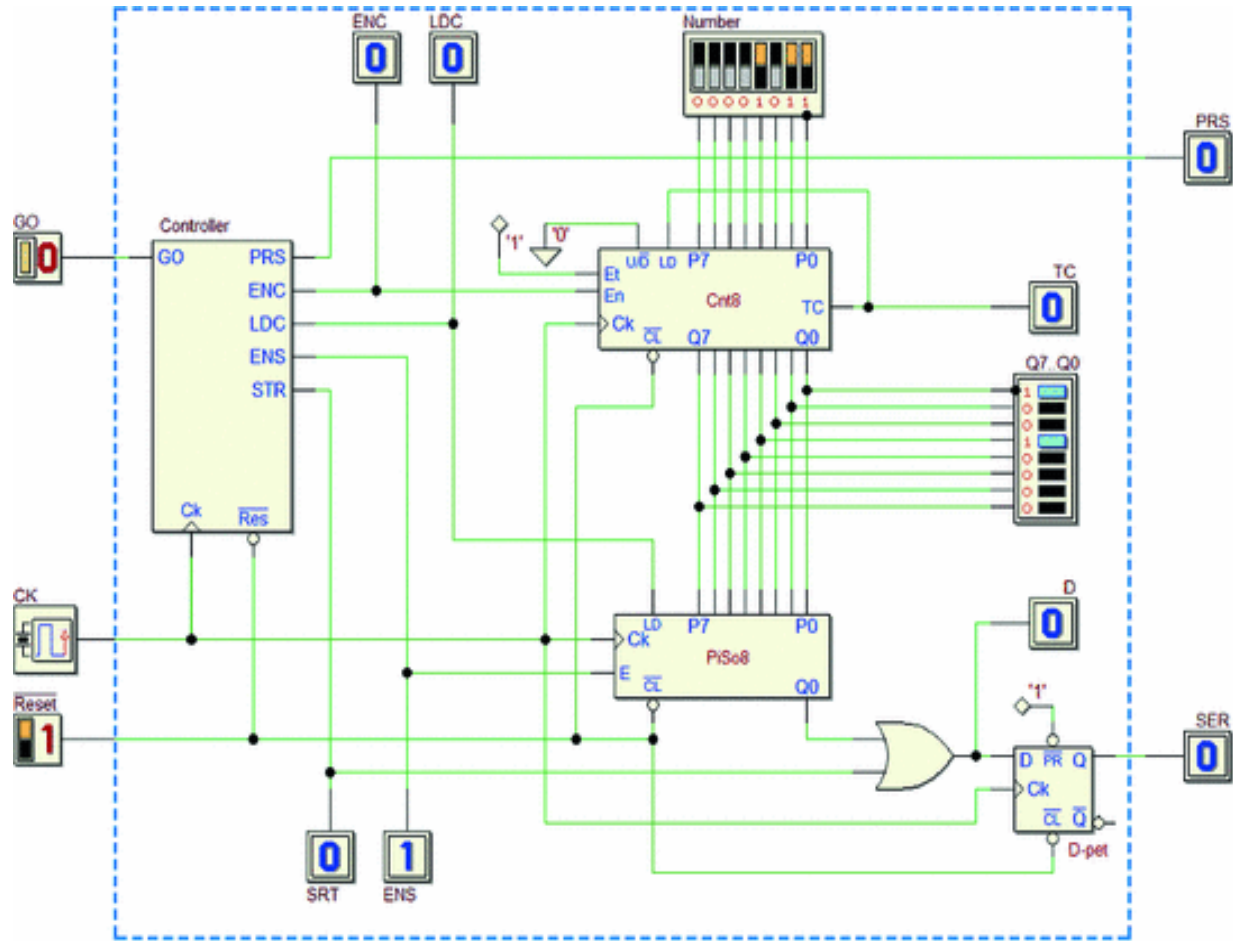 ENC LDC Number
0 0
0 0 0 0 1 0 1 1
PRS
0
GO
0
Controller
GO PRS
ENC
LDC
ENS
STR
Ck Res
"1" "0"
U/D LD P7 P0
Et
En Cnt8
Ck TC
CL Q7 Q0
TC
0
Q7..Q0
1
0
0
1
0
0
0
0
CK
LD P7 P0
Ck
E PiSo8
CL Q0
D
0
Reset
1
"1"
D PR Q
Ck
CL Q
D-pet
SER
0
0 1
SRT ENS